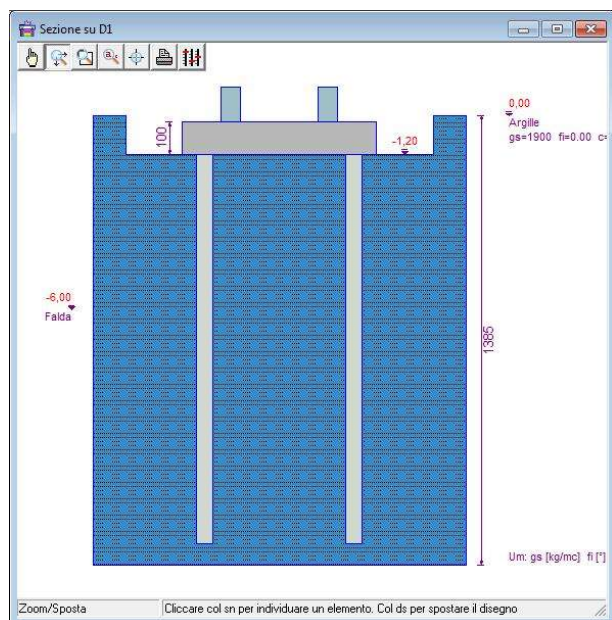 Sezione su D1
0,00
Argille
gs=1900 fi=0.00 c=
100
-1,20
-6,00
Falda
1385
Um: gs [kg/mc] fi [°]
Zoom/Sposta
Cliccare col sn per individuare un elemento. Col ds per spostare il disegno